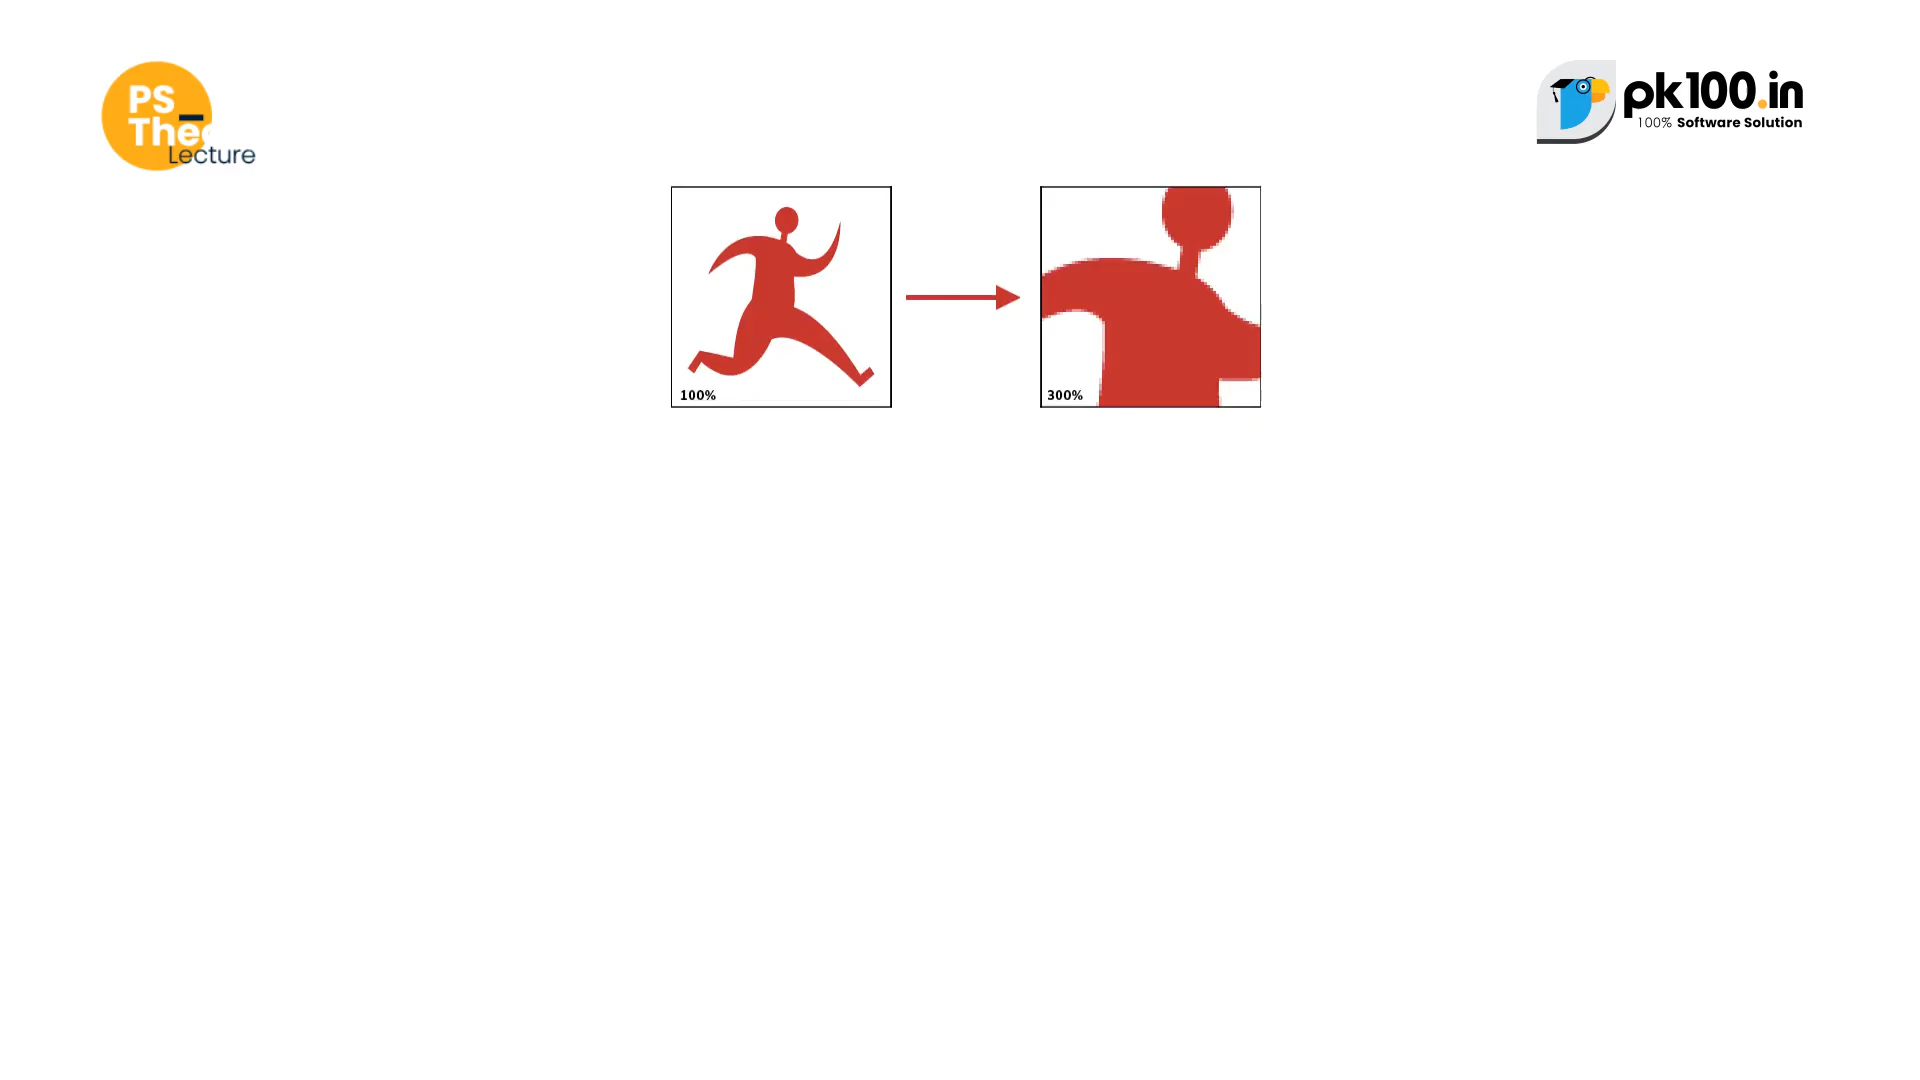 PS
The
Lecture
pk100.in
100% Software Solution
100%
300%